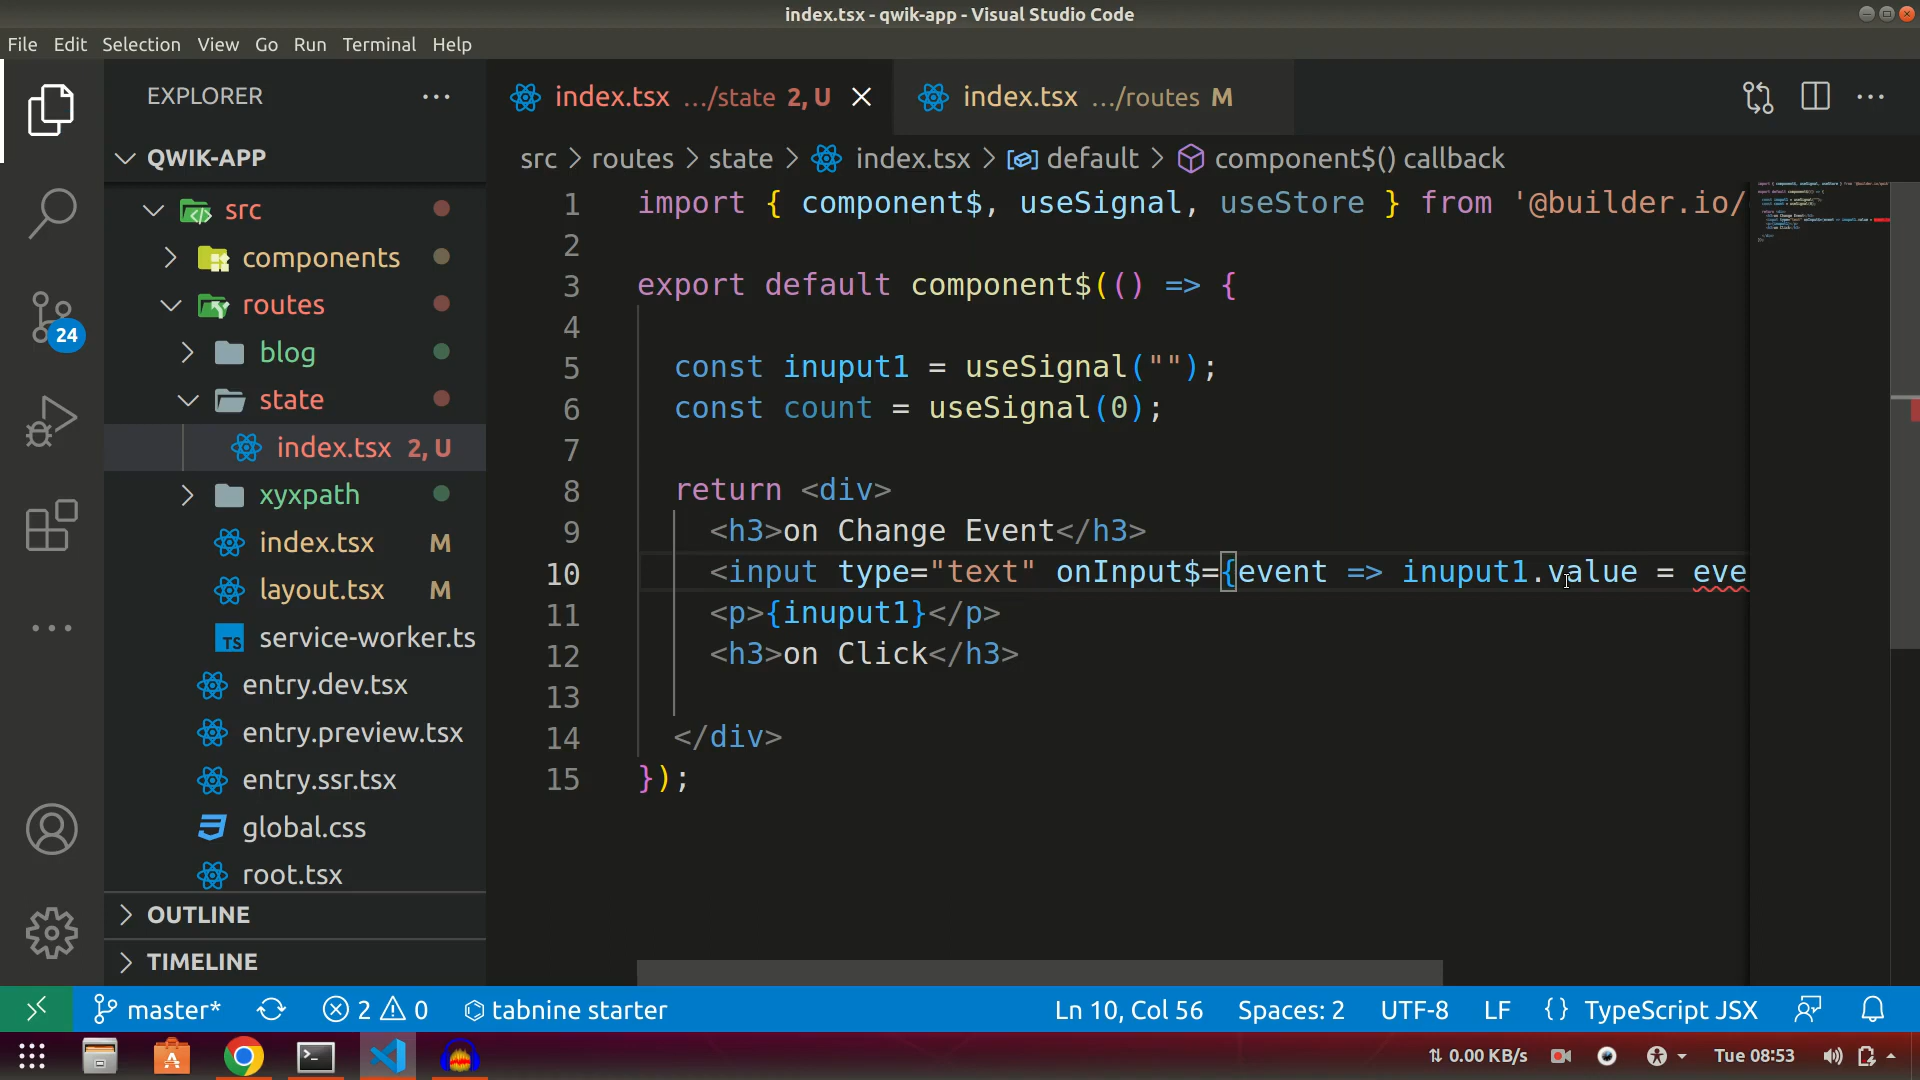 index.tsx - qwik-app - Visual Studio Code
File Edit Selection View Go Run Terminal Help
EXPLORER
index.tsx .../state 2, U
index.tsx .../routes M
QWIK-APP
src > routes > state > index.tsx > default > component$() callback
src
components
routes
blog
state
index.tsx 2, U
xyxpath
index.tsx M
layout.tsx M
service-worker.ts
entry.dev.tsx
entry.preview.tsx
entry.ssr.tsx
global.css
root.tsx
OUTLINE
TIMELINE
24
1 import { component$, useSignal, useStore } from '@builder.io/
2
3 export default component$(() => {
4
5 const inuput1 = useSignal("");
6 const count = useSignal(0);
7
8 return <div>
9 <h3>on Change Event</h3>
10 <input type="text" onInput$={event => inuput1.value = eve
11 <p>{inuput1}</p>
12 <h3>on Click</h3>
13
14 </div>
15 });
master* 2 0 tabnine starter Ln 10, Col 56 Spaces: 2 UTF-8 LF {} TypeScript JSX
0.00 KB/s Tue 08:53